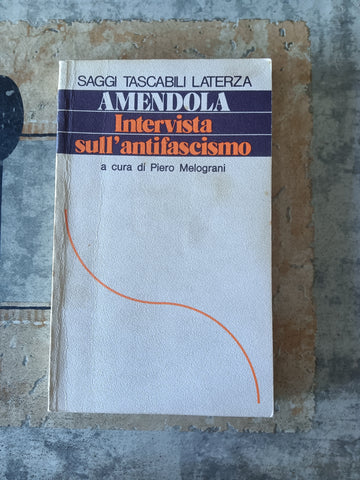 SAGGI TASCABILI LATERZA
AMENDOLA
Intervista
sull'antifascismo
a cura di Piero Melograni